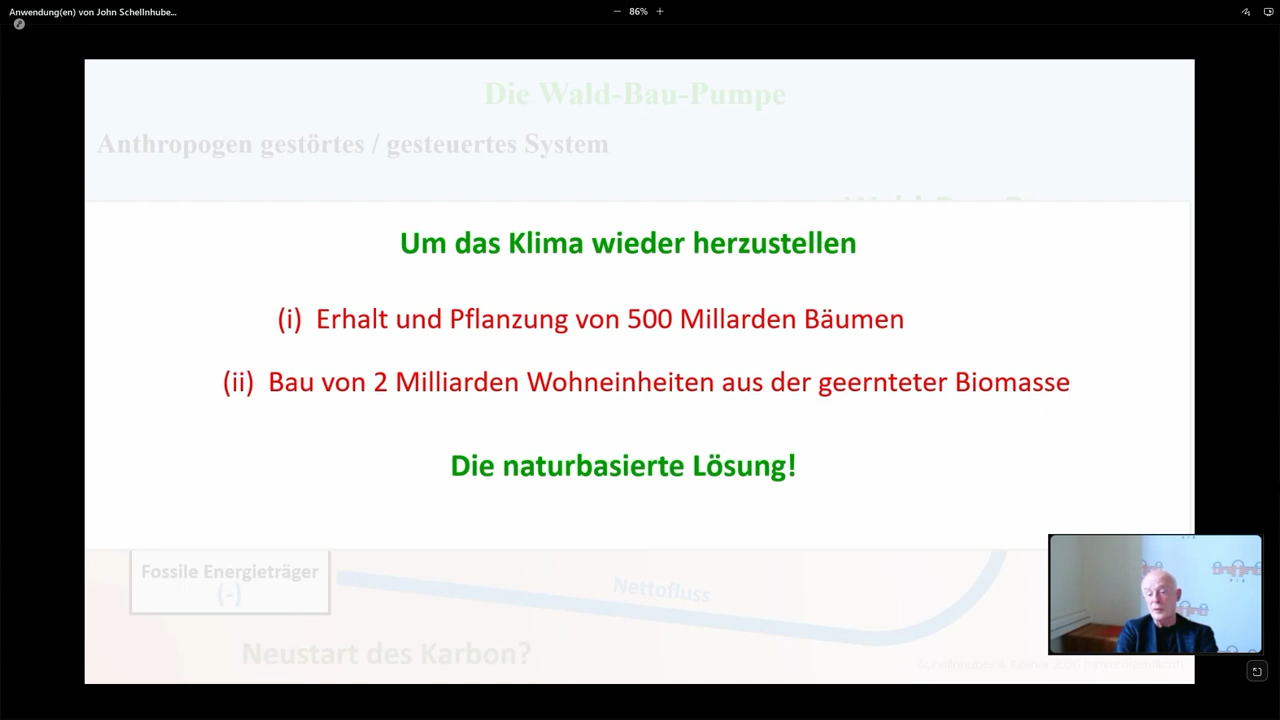 Anwendung(en) von John Schellnhube...
86%
Die Wald-Bau-Pumpe
Anthropogen gestörtes / gesteuertes System
Um das Klima wieder herzustellen
(i) Erhalt und Pflanzung von 500 Millarden Bäumen
(ii) Bau von 2 Milliarden Wohneinheiten aus der geernteter Biomasse
Die naturbasierte Lösung!
Fossile Energieträger
(-)
Nettofluss
Neustart des Karbon?